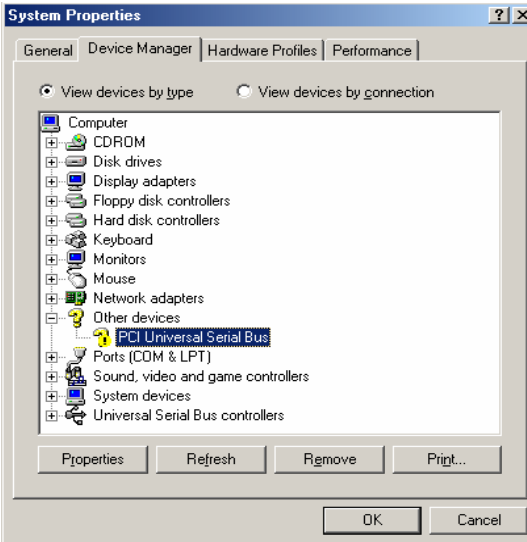 System Properties
General Device Manager Hardware Profiles Performance
View devices by type View devices by connection
Computer
CDROM
Disk drives
Display adapters
Floppy disk controllers
Hard disk controllers
Keyboard
Monitors
Mouse
Network adapters
Other devices
PCI Universal Serial Bus
Ports (COM & LPT)
Sound, video and game controllers
System devices
Universal Serial Bus controllers
Properties Refresh Remove Print...
OK Cancel